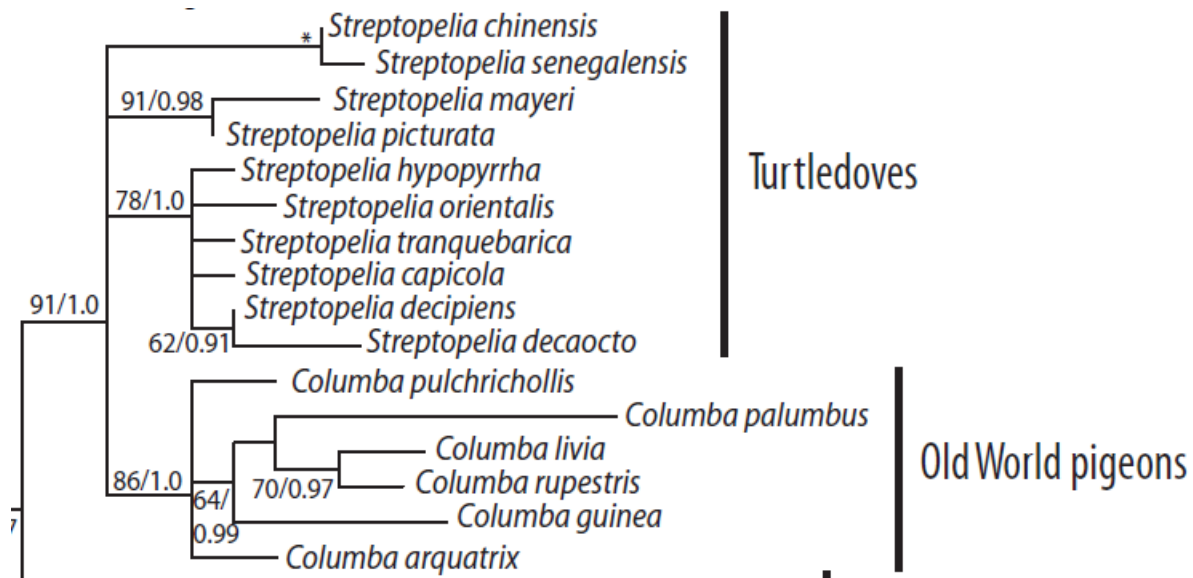 Streptopelia chinensis
*
Streptopelia senegalensis
91/0.98
Streptopelia mayeri
Streptopelia picturata
Streptopelia hypopyrrha
Turtledoves
78/1.0
Streptopelia orientalis
Streptopelia tranquebarica
Streptopelia capicola
91/1.0
Streptopelia decipiens
62/0.91
Streptopelia decaocto
Columba pulchrichollis
Columba palumbus
Columba livia
Old World pigeons
86/1.0
70/0.97
Columba rupestris
64/
0.99
Columba guinea
Columba arquatrix